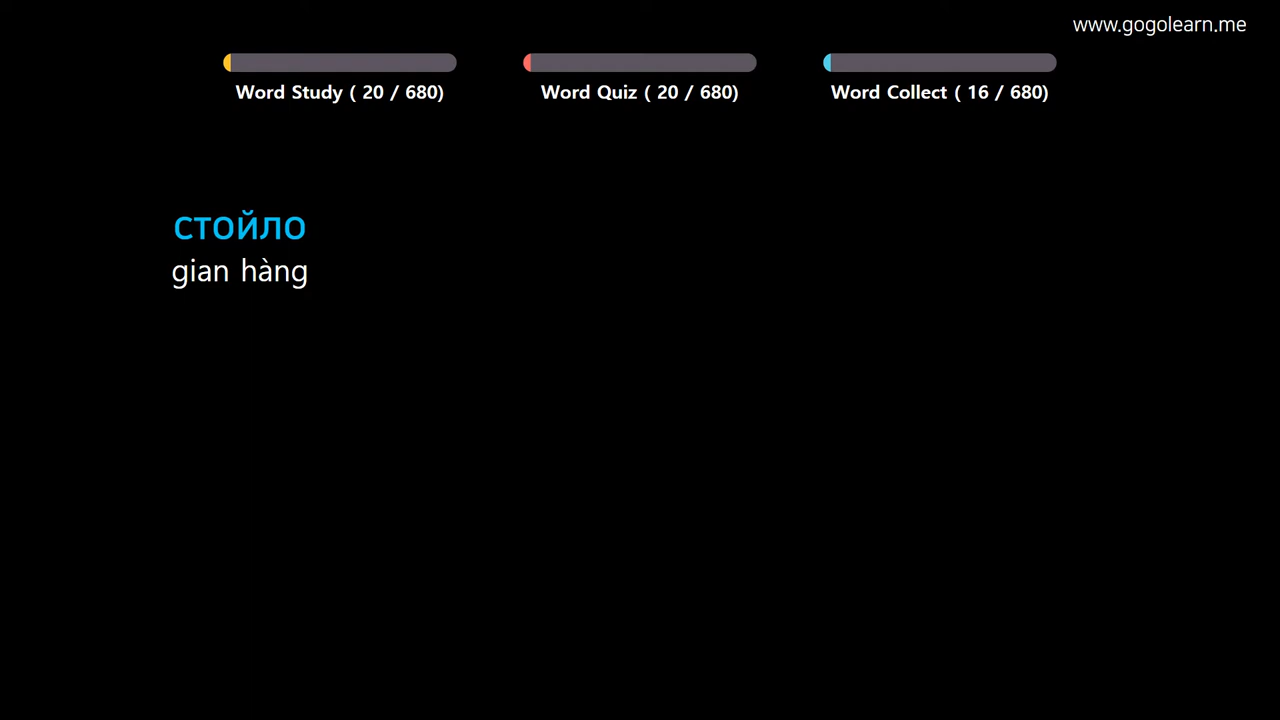 www.gogolearn.me
Word Study ( 20 / 680)
Word Quiz ( 20 / 680)
Word Collect ( 16 / 680)
стойло
gian hàng